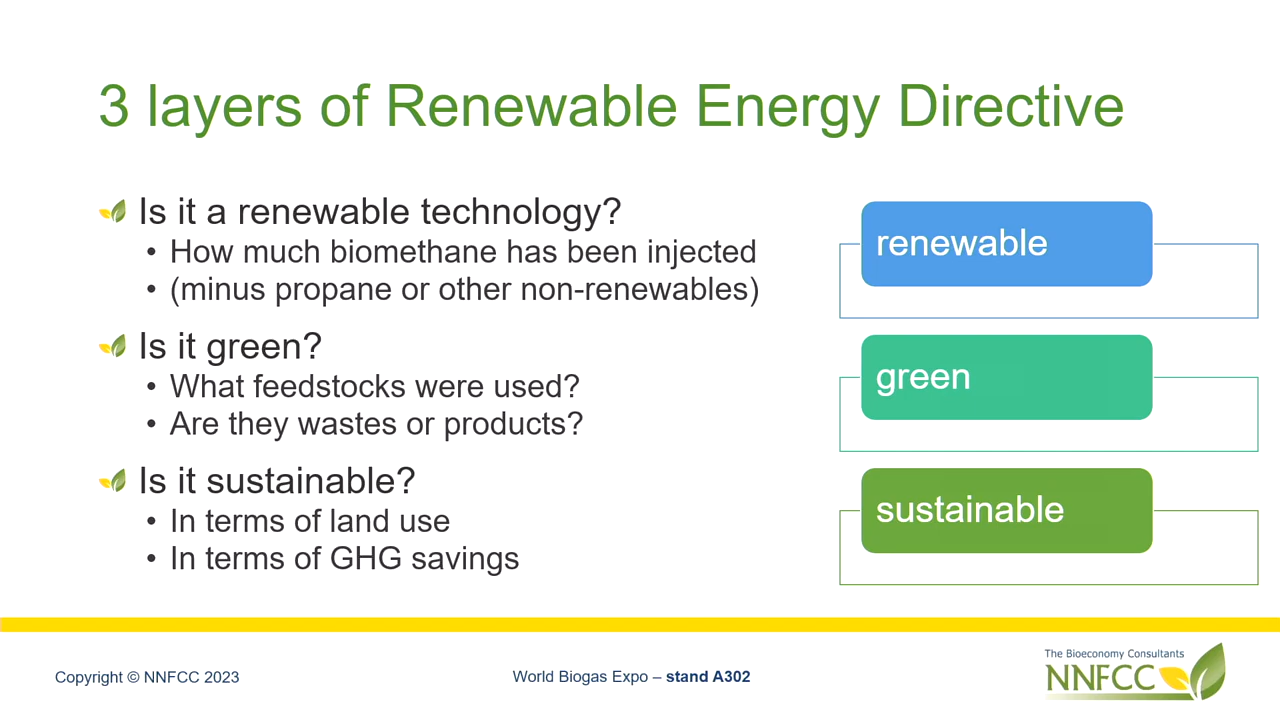 3 layers of Renewable Energy Directive
Is it a renewable technology?
• How much biomethane has been injected
• (minus propane or other non-renewables)
Is it green?
• What feedstocks were used?
• Are they wastes or products?
Is it sustainable?
• In terms of land use
• In terms of GHG savings
renewable
green
sustainable
Copyright © NNFCC 2023
World Biogas Expo – stand A302
The Bioeconomy Consultants
NNFCC